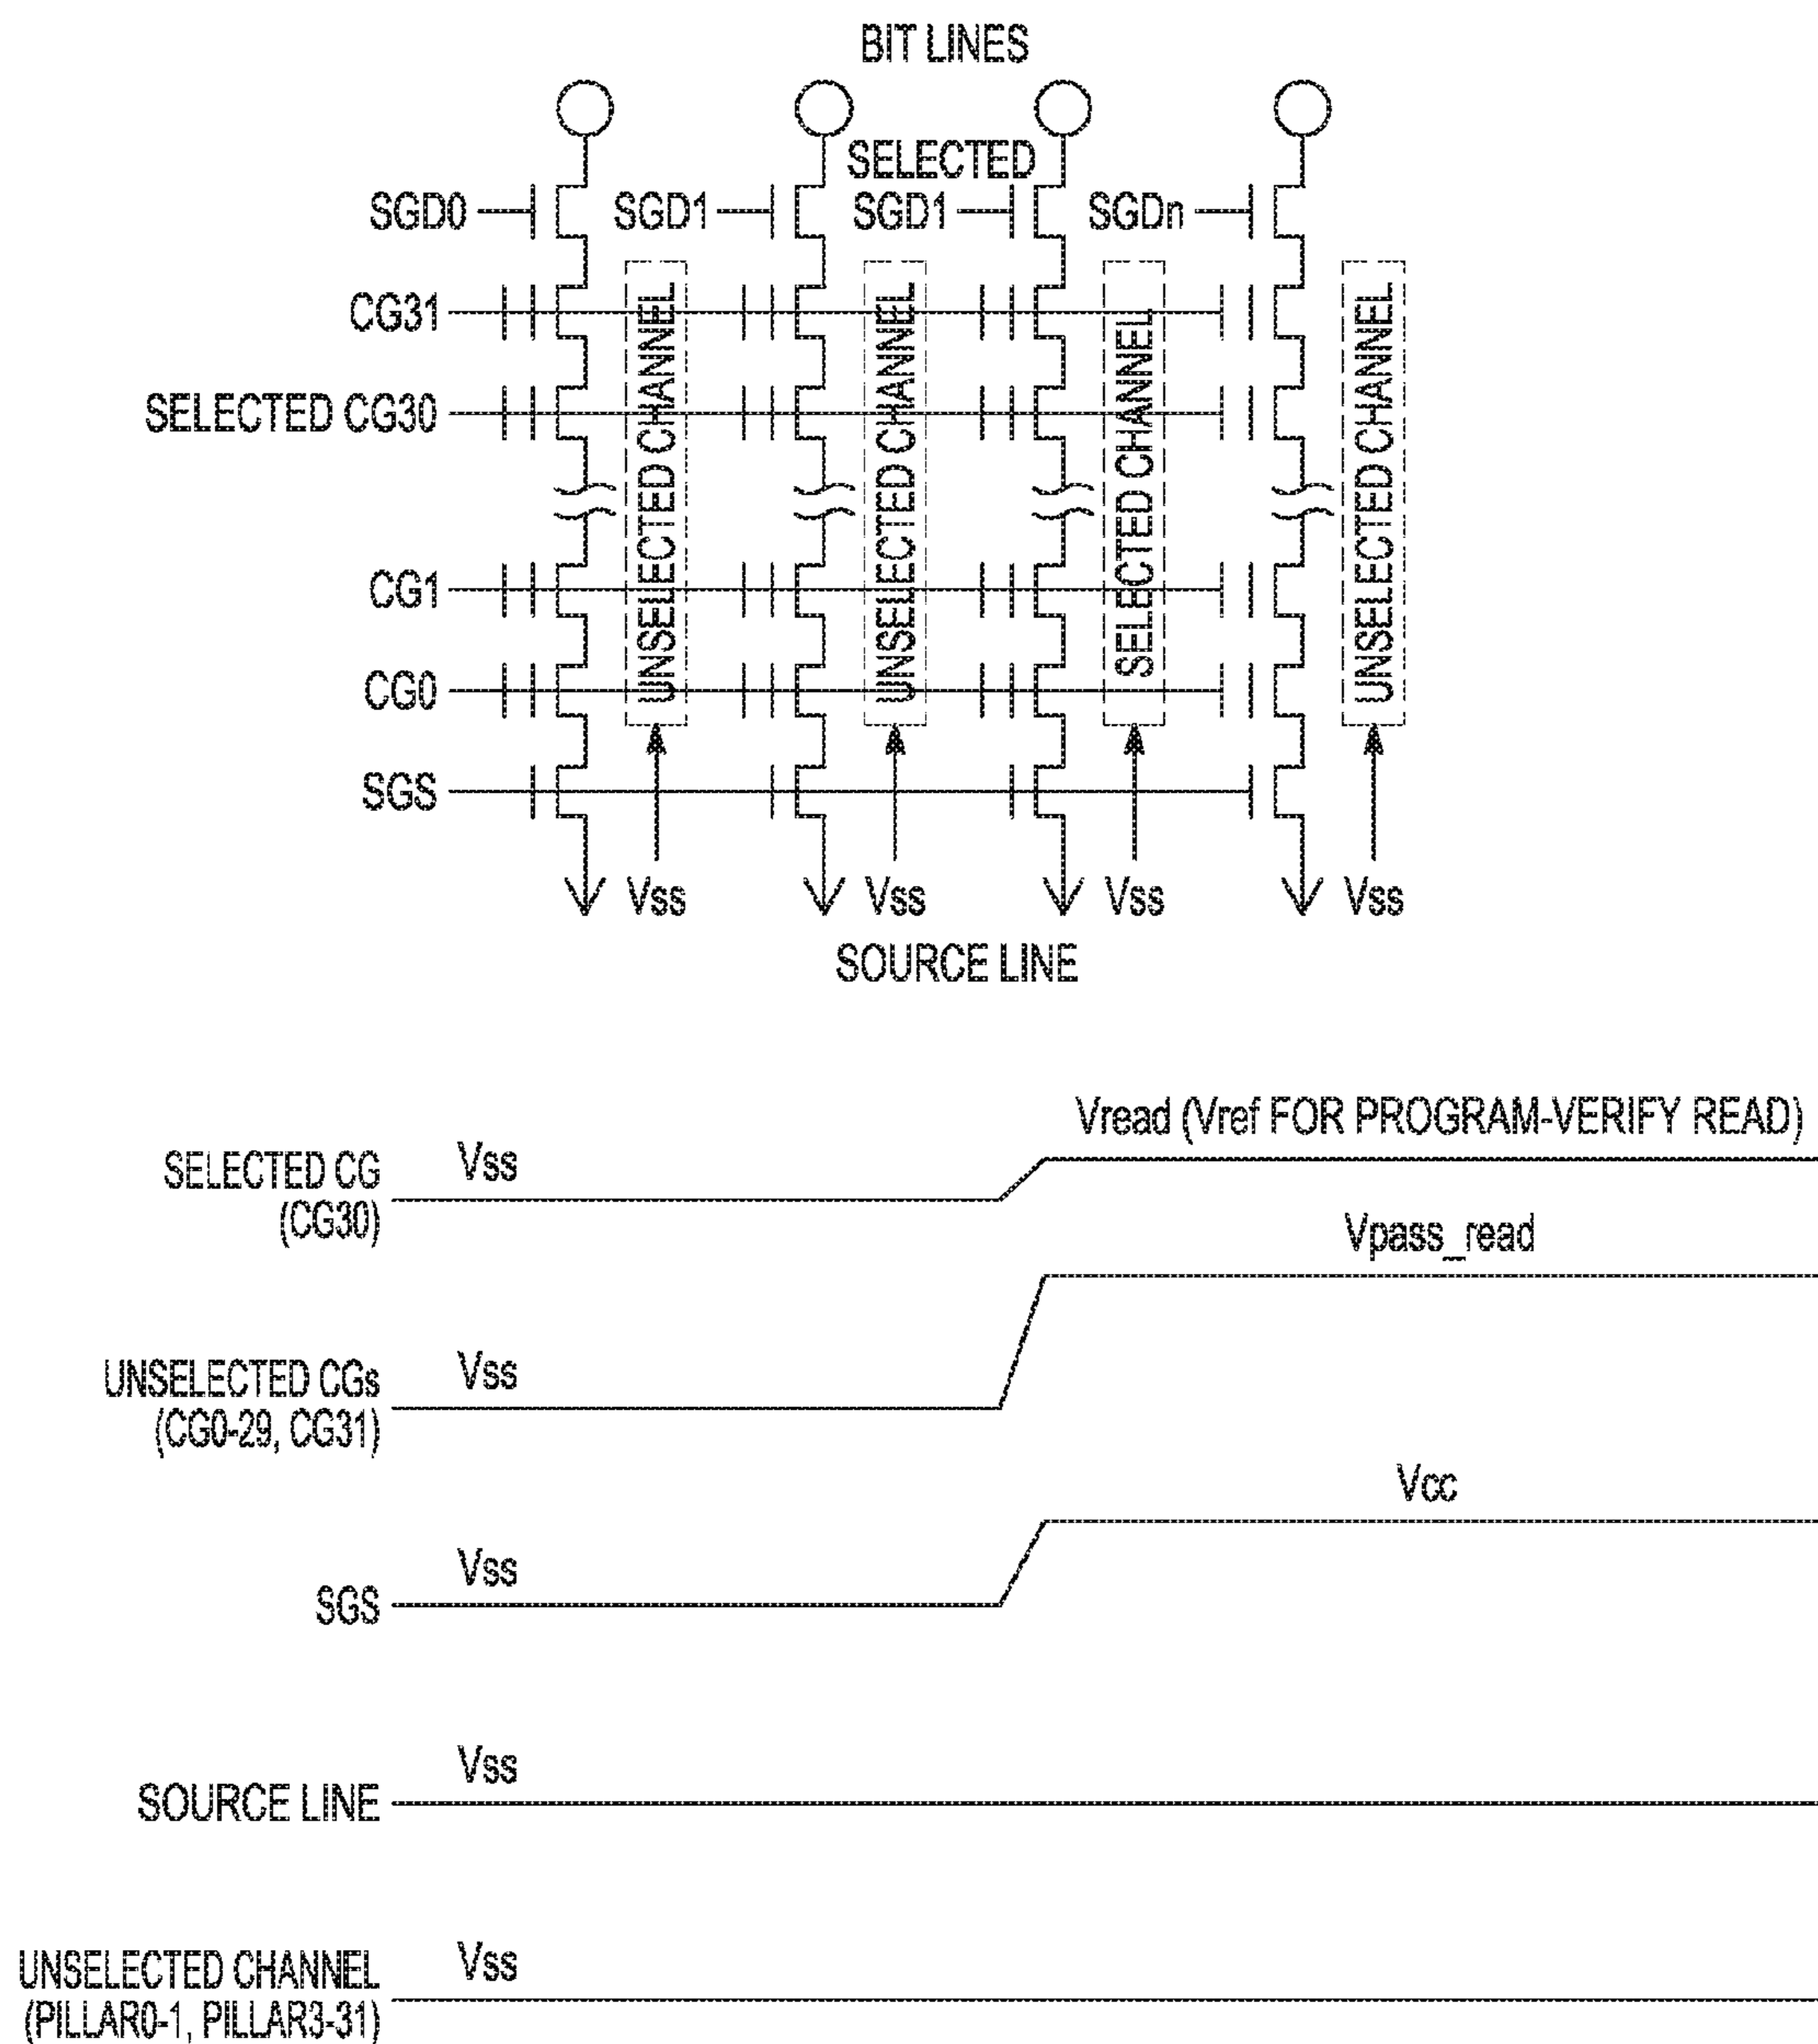 BIT LINES
SELECTED
SGD0 SGD1 SGD1 SGDn
CG31
SELECTED CG30
CG1
CG0
SGS
UNSELECTED CHANNEL
UNSELECTED CHANNEL
SELECTED CHANNEL
UNSELECTED CHANNEL
Vss Vss Vss Vss
SOURCE LINE
Vread (Vref FOR PROGRAM-VERIFY READ)
SELECTED CG
(CG30)
Vss
Vpass_read
UNSELECTED CGs
(CG0-29, CG31)
Vss
Vcc
SGS
Vss
SOURCE LINE
Vss
UNSELECTED CHANNEL
(PILLAR0-1, PILLAR3-31)
Vss